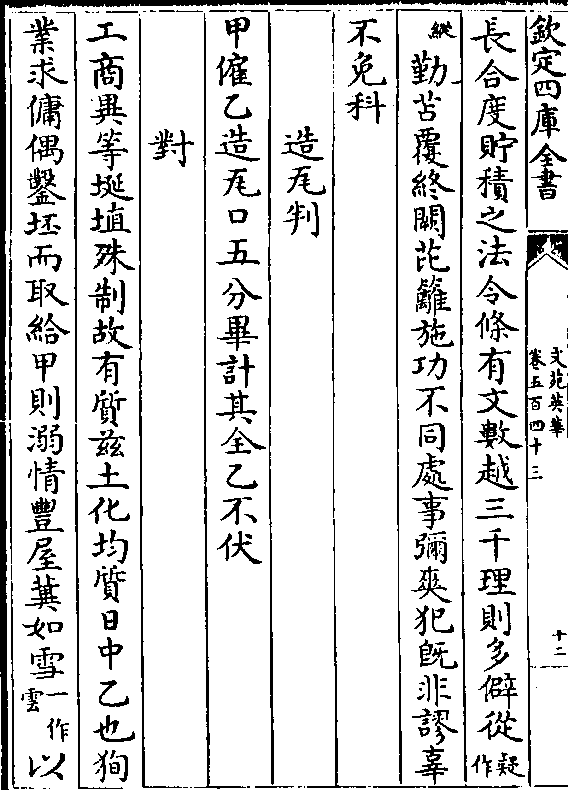 欽定四庫全書
文苑英華
卷五百四十三
十二
長合度貯積之法令條有文數越三千理則多僻從疑作
縱勤苫覆終闕芘籬施功不同處事彌爽犯旣非謬辜
不免科
造瓦判
甲僱乙造瓦口五分畢計其全乙不伏
對
工商異等埏埴殊制故有質茲土化均質日中乙也徇
業求傭偶鑿坯而取給甲則溺情豐屋冀如雪一作雲以